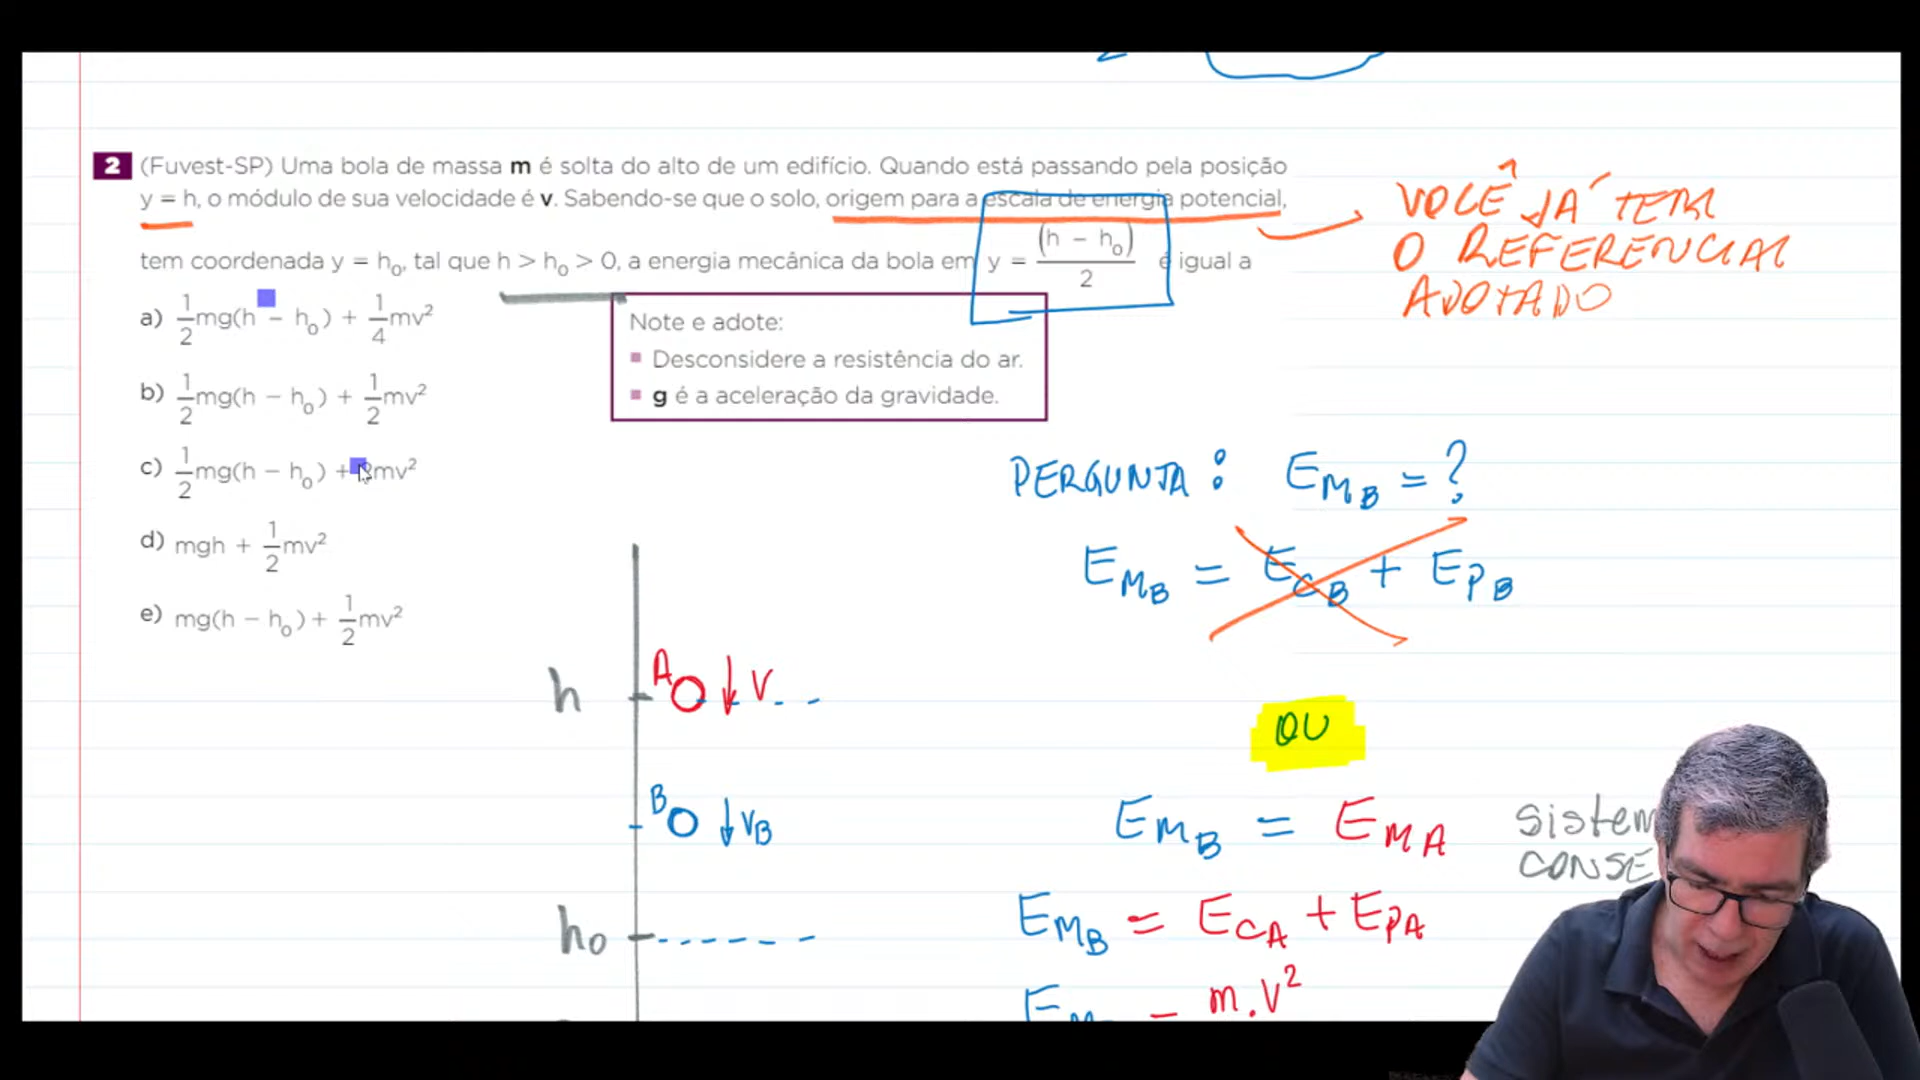 2 (Fuvest-SP) Uma bola de massa m é solta do alto de um edifício. Quando está passando pela posição
y = h, o módulo de sua velocidade é v. Sabendo-se que o solo, origem para a escala de energia potencial,
tem coordenada y = h₀, tal que h > h₀ > 0, a energia mecânica da bola em y = (h − h₀)/2 é igual a
a) 1/2 mg(h − h₀) + 1/4 mv²
b) 1/2 mg(h − h₀) + 1/2 mv²
c) 1/2 mg(h − h₀) + mv²
d) mgh + 1/2 mv²
e) mg(h − h₀) + 1/2 mv²
Note e adote:
Desconsidere a resistência do ar.
g é a aceleração da gravidade.
VOCÊ JÁ TEM
O REFERENCIAL
ADOTADO
PERGUNTA : EMB = ?
EMB = ECB + EPB
OU
EMB = EMA
EMB = ECA + EPA
m.v²
h
A
v
B
vB
h₀